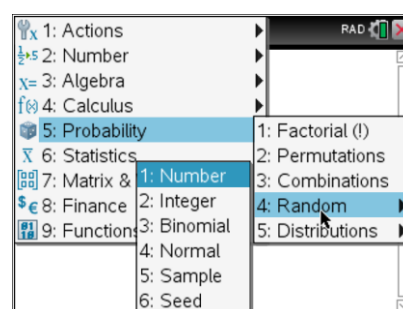 1: Actions
2: Number
3: Algebra
4: Calculus
5: Probability
6: Statistics
7: Matrix &
8: Finance
9: Functions
RAD
1: Factorial (!)
2: Permutations
3: Combinations
4: Random
5: Distributions
1: Number
2: Integer
3: Binomial
4: Normal
5: Sample
6: Seed